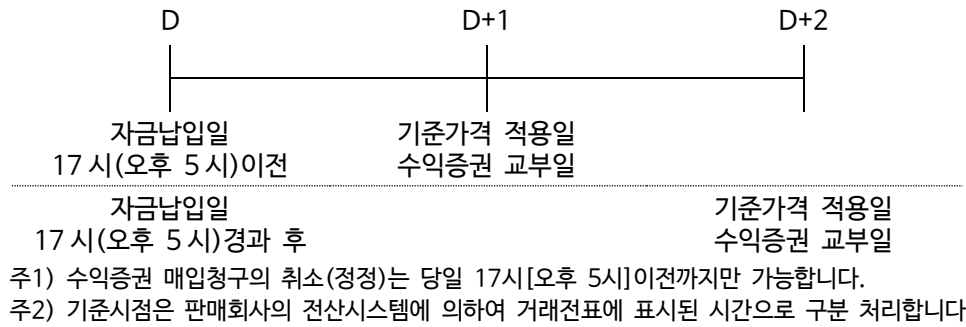 D D+1 D+2
자금납입일 기준가격 적용일
17시(오후 5시)이전 수익증권 교부일
자금납입일 기준가격 적용일
17시(오후 5시)경과 후 수익증권 교부일
주1) 수익증권 매입청구의 취소(정정)는 당일 17시[오후 5시]이전까지만 가능합니다.
주2) 기준시점은 판매회사의 전산시스템에 의하여 거래전표에 표시된 시간으로 구분 처리합니다